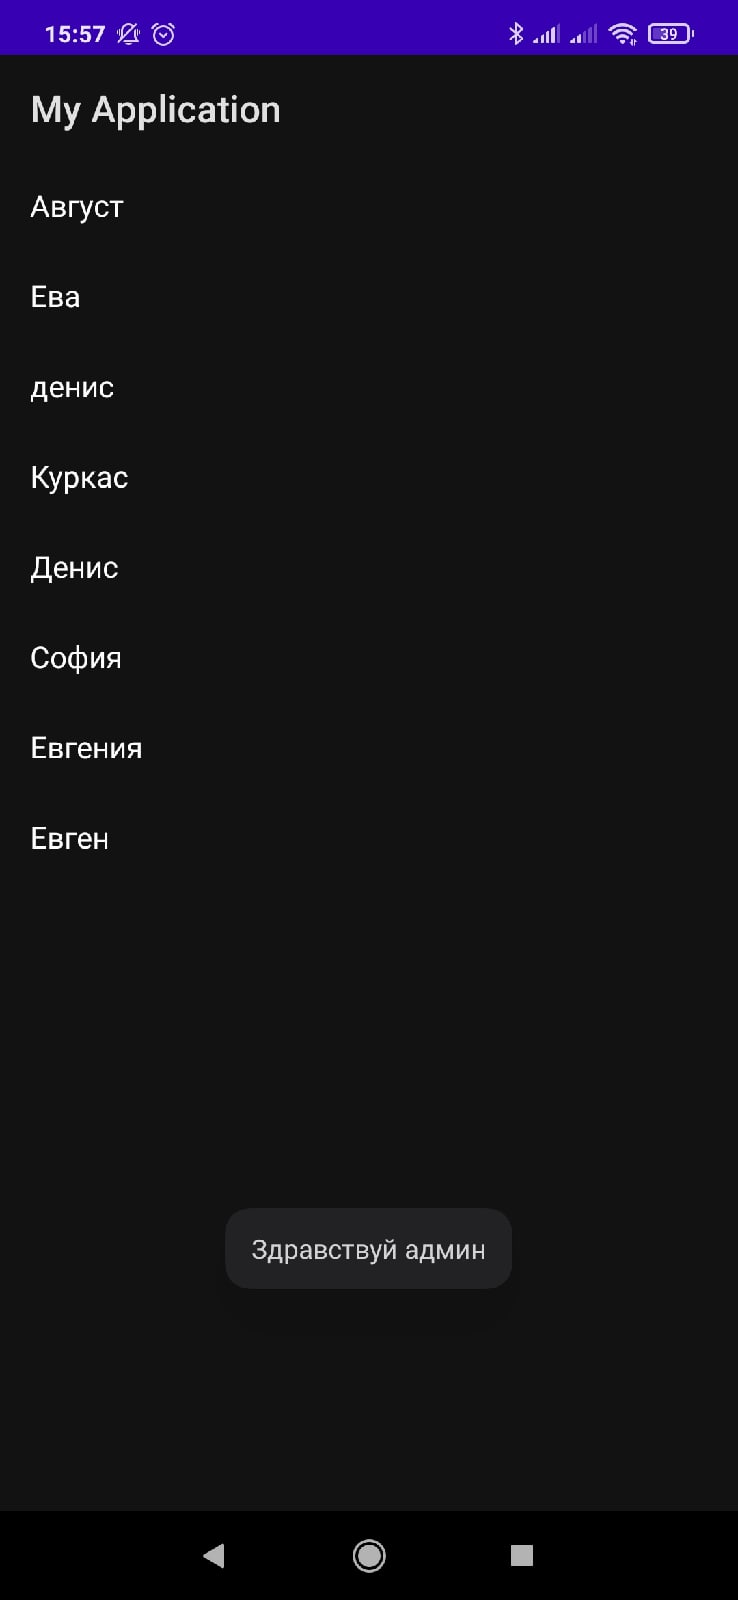 15:57
39
My Application
Август
Ева
денис
Куркас
Денис
София
Евгения
Евген
Здравствуй админ